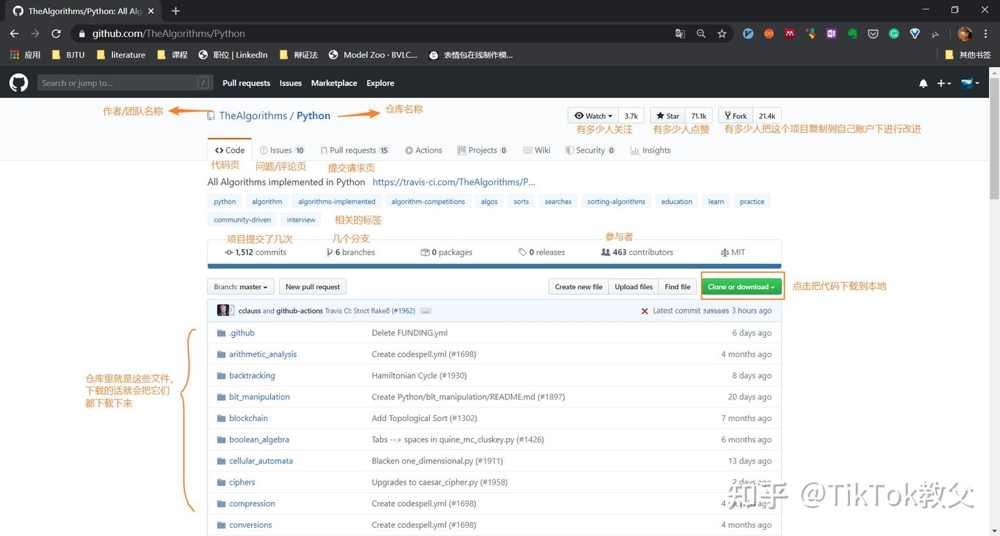 TheAlgorithms/Python: All Alg
github.com/TheAlgorithms/Python
应用 BJTU literature 课程 职位 | LinkedIn 辩证法 Model Zoo · BVLC... 表情包在线制作模... 其他书签
Search or jump to... / Pull requests Issues Marketplace Explore
作者/团队名称 TheAlgorithms / Python 仓库名称 Watch 3.7k Star 71.1k Fork 21.4k
有多少人关注 有多少人点赞 有多少人把这个项目复制到自己账户下进行改进
Code Issues 10 Pull requests 15 Actions Projects 0 Wiki Security 0 Insights
代码页 问题/评论页 提交请求页
All Algorithms implemented in Python https://travis-ci.com/TheAlgorithms/P...
python algorithm algorithms-implemented algorithm-competitions algos sorts searches sorting-algorithms education learn practice
community-driven interview 相关的标签
项目提交了几次 几个分支 参与者
1,512 commits 6 branches 0 packages 0 releases 463 contributors MIT
Branch: master New pull request Create new file Upload files Find file Clone or download 点击把代码下载到本地
cclauss and github-actions Travis CI: Strict flake8 (#1962) ... Latest commit 3d9bb05 3 hours ago
.github Delete FUNDING.yml 6 days ago
arithmetic_analysis Create codespell.yml (#1698) 4 months ago
backtracking Hamiltonian Cycle (#1930) 8 days ago
仓库里就是这些文件，
下载的话就会把它们
都下载下来
bit_manipulation Create Python/bit_manipulation/README.md (#1897) 20 days ago
blockchain Add Topological Sort (#1302) 7 months ago
boolean_algebra Tabs --> spaces in quine_mc_cluskey.py (#1426) 6 months ago
cellular_automata Blacken one_dimensional.py (#1911) 13 days ago
ciphers Upgrades to caesar_cipher.py (#1958) 2 days ago
compression Create codespell.yml (#1698) 4 months ago
conversions Create codespell.yml (#1698) 4 months ago
知乎 @TikTok教父